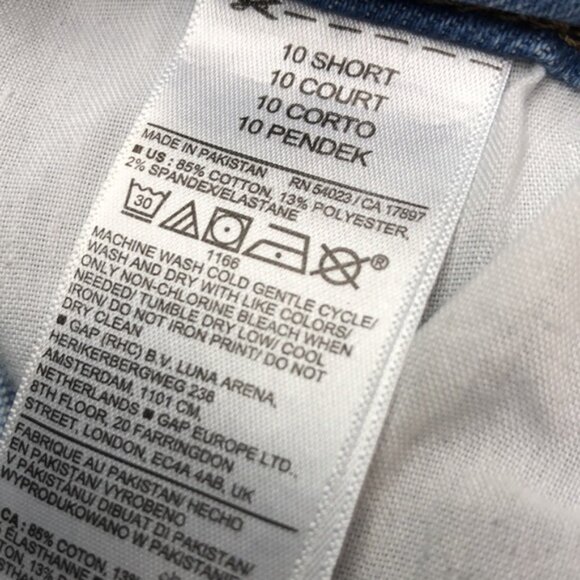 10 SHORT
10 COURT
10 CORTO
10 PENDEK
MADE IN PAKISTAN RN 54023 / CA 17897
■ US : 85% COTTON, 13% POLYESTER,
2% SPANDEX/ELASTANE
30 ®
1166
MACHINE WASH COLD GENTLE CYCLE/
WASH AND DRY WITH LIKE COLORS/
ONLY NON-CHLORINE BLEACH WHEN
NEEDED/ TUMBLE DRY LOW/ COOL
IRON/ DO NOT IRON PRINT/ DO NOT
DRY CLEAN
■ GAP (RHC) B.V. LUNA ARENA,
HERIKERBERGWEG 238
AMSTERDAM, 1101 CM,
NETHERLANDS ■ GAP EUROPE LTD.,
8TH FLOOR, 20 FARRINGDON
STREET, LONDON, EC4A 4AB, UK
FABRIQUE AU PAKISTAN/ HECHO
EN PAKISTAN/ VYROBENO
V PÁKISTÁNU/ DIBUAT DI PAKISTAN/
WYPRODUKOWANO W PAKISTANIE
CA : 85% COTON, 13%
ELASTHANNE